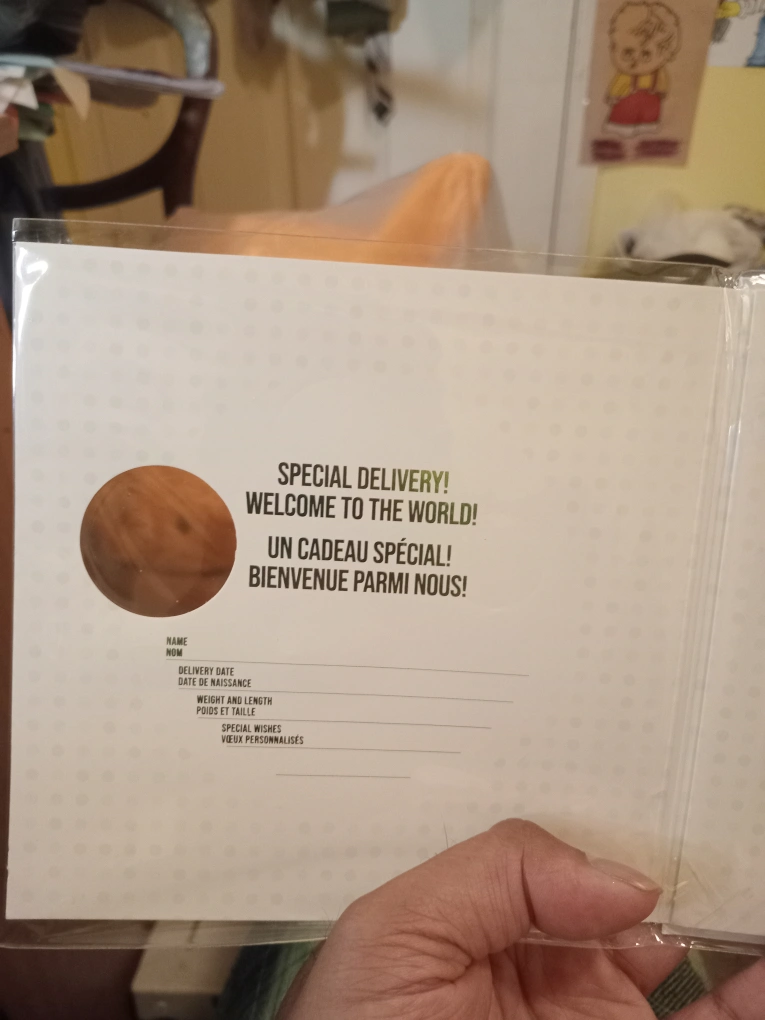 SPECIAL DELIVERY!
WELCOME TO THE WORLD!
UN CADEAU SPÉCIAL!
BIENVENUE PARMI NOUS!
NAME
NOM
DELIVERY DATE
DATE DE NAISSANCE
WEIGHT AND LENGTH
POIDS ET TAILLE
SPECIAL WISHES
VŒUX PERSONNALISÉS